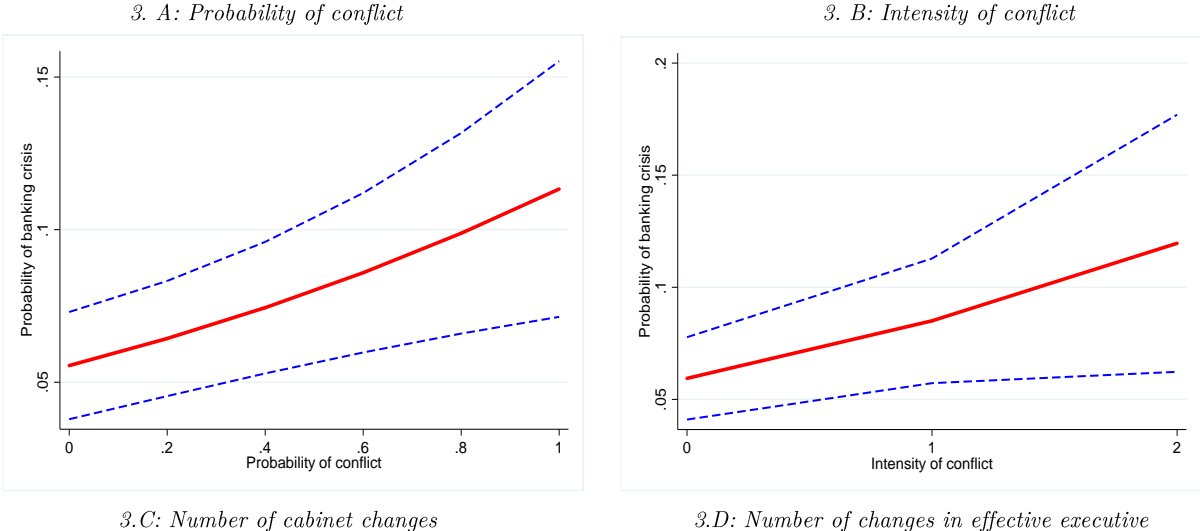 3. A: Probability of conflict
3. B: Intensity of conflict
Probability of banking crisis
.15
.1
.05
0 .2 .4 .6 .8 1
Probability of conflict
Probability of banking crisis
.2
.15
.1
.05
0 1 2
Intensity of conflict
3.C: Number of cabinet changes
3.D: Number of changes in effective executive